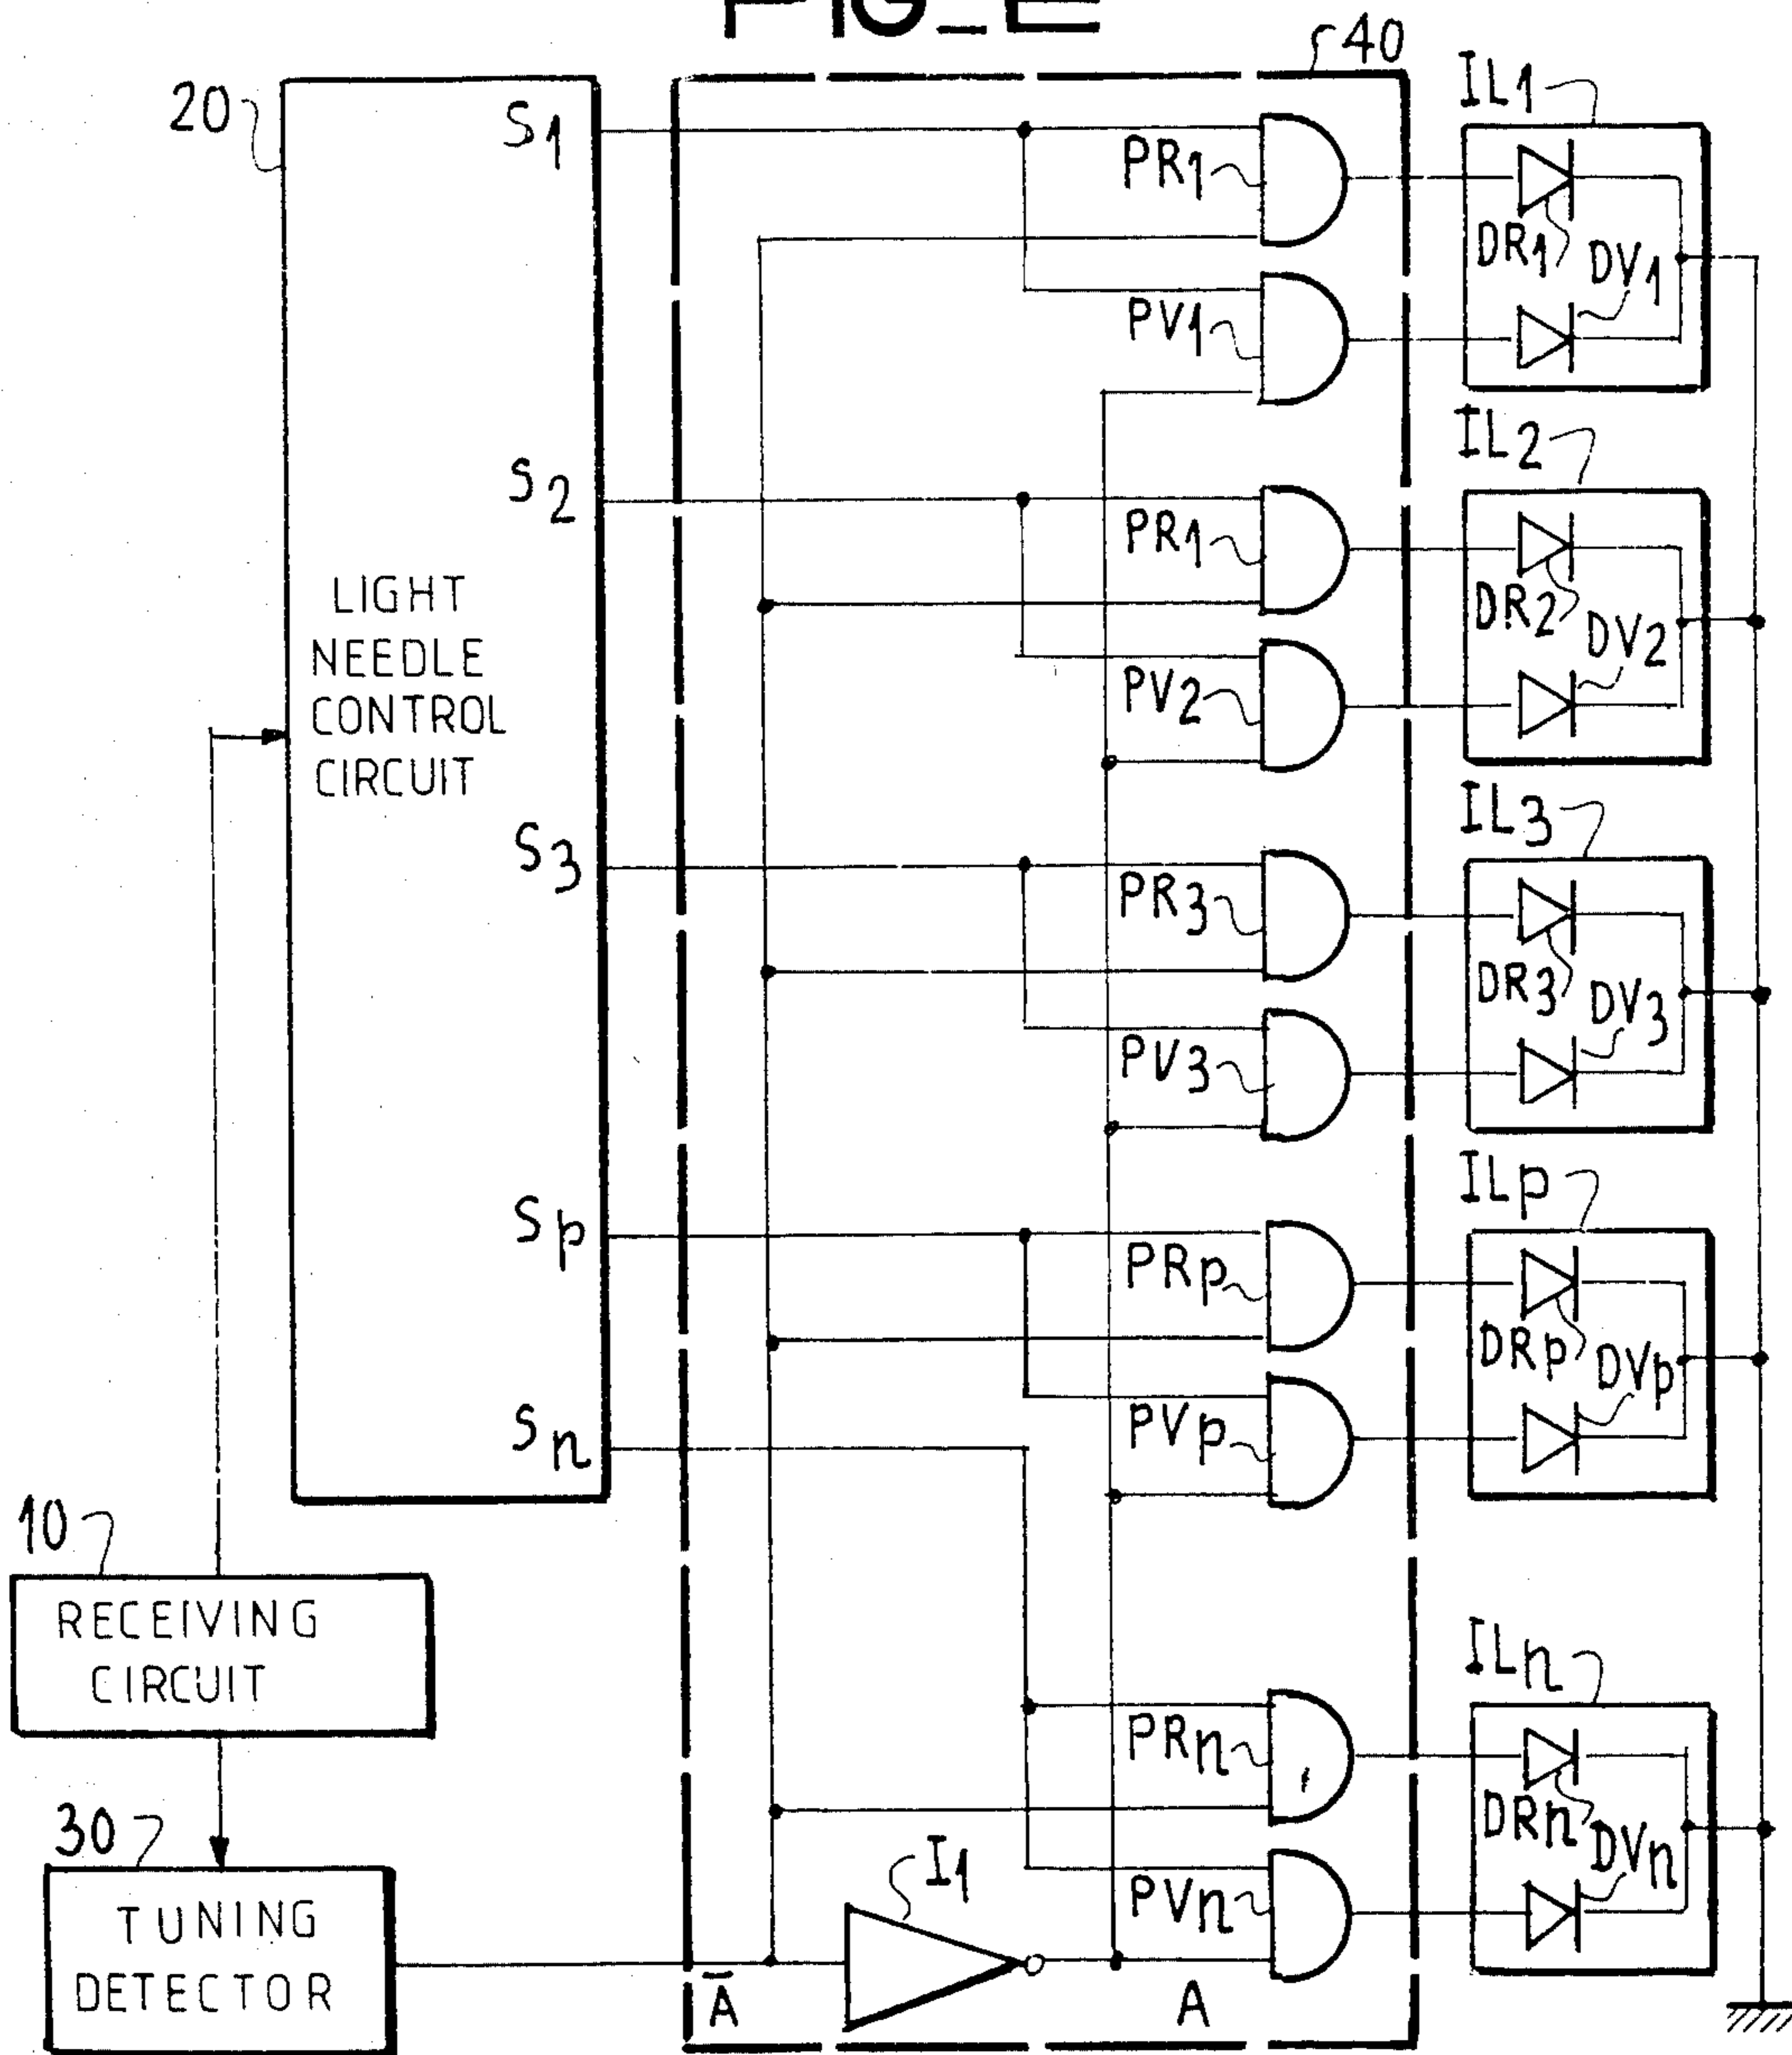 40
20
S1
PR1
IL1
DR1
DV1
PV1
IL2
S2
PR1
DR2
DV2
PV2
LIGHT
NEEDLE
CONTROL
CIRCUIT
IL3
S3
PR3
DR3
DV3
PV3
ILp
Sp
PRp
DRp
DVp
PVp
Sn
10
RECEIVING
CIRCUIT
ILn
PRn
DRn
DVn
30
I1
PVn
TUNING
DETECTOR
Ā
A